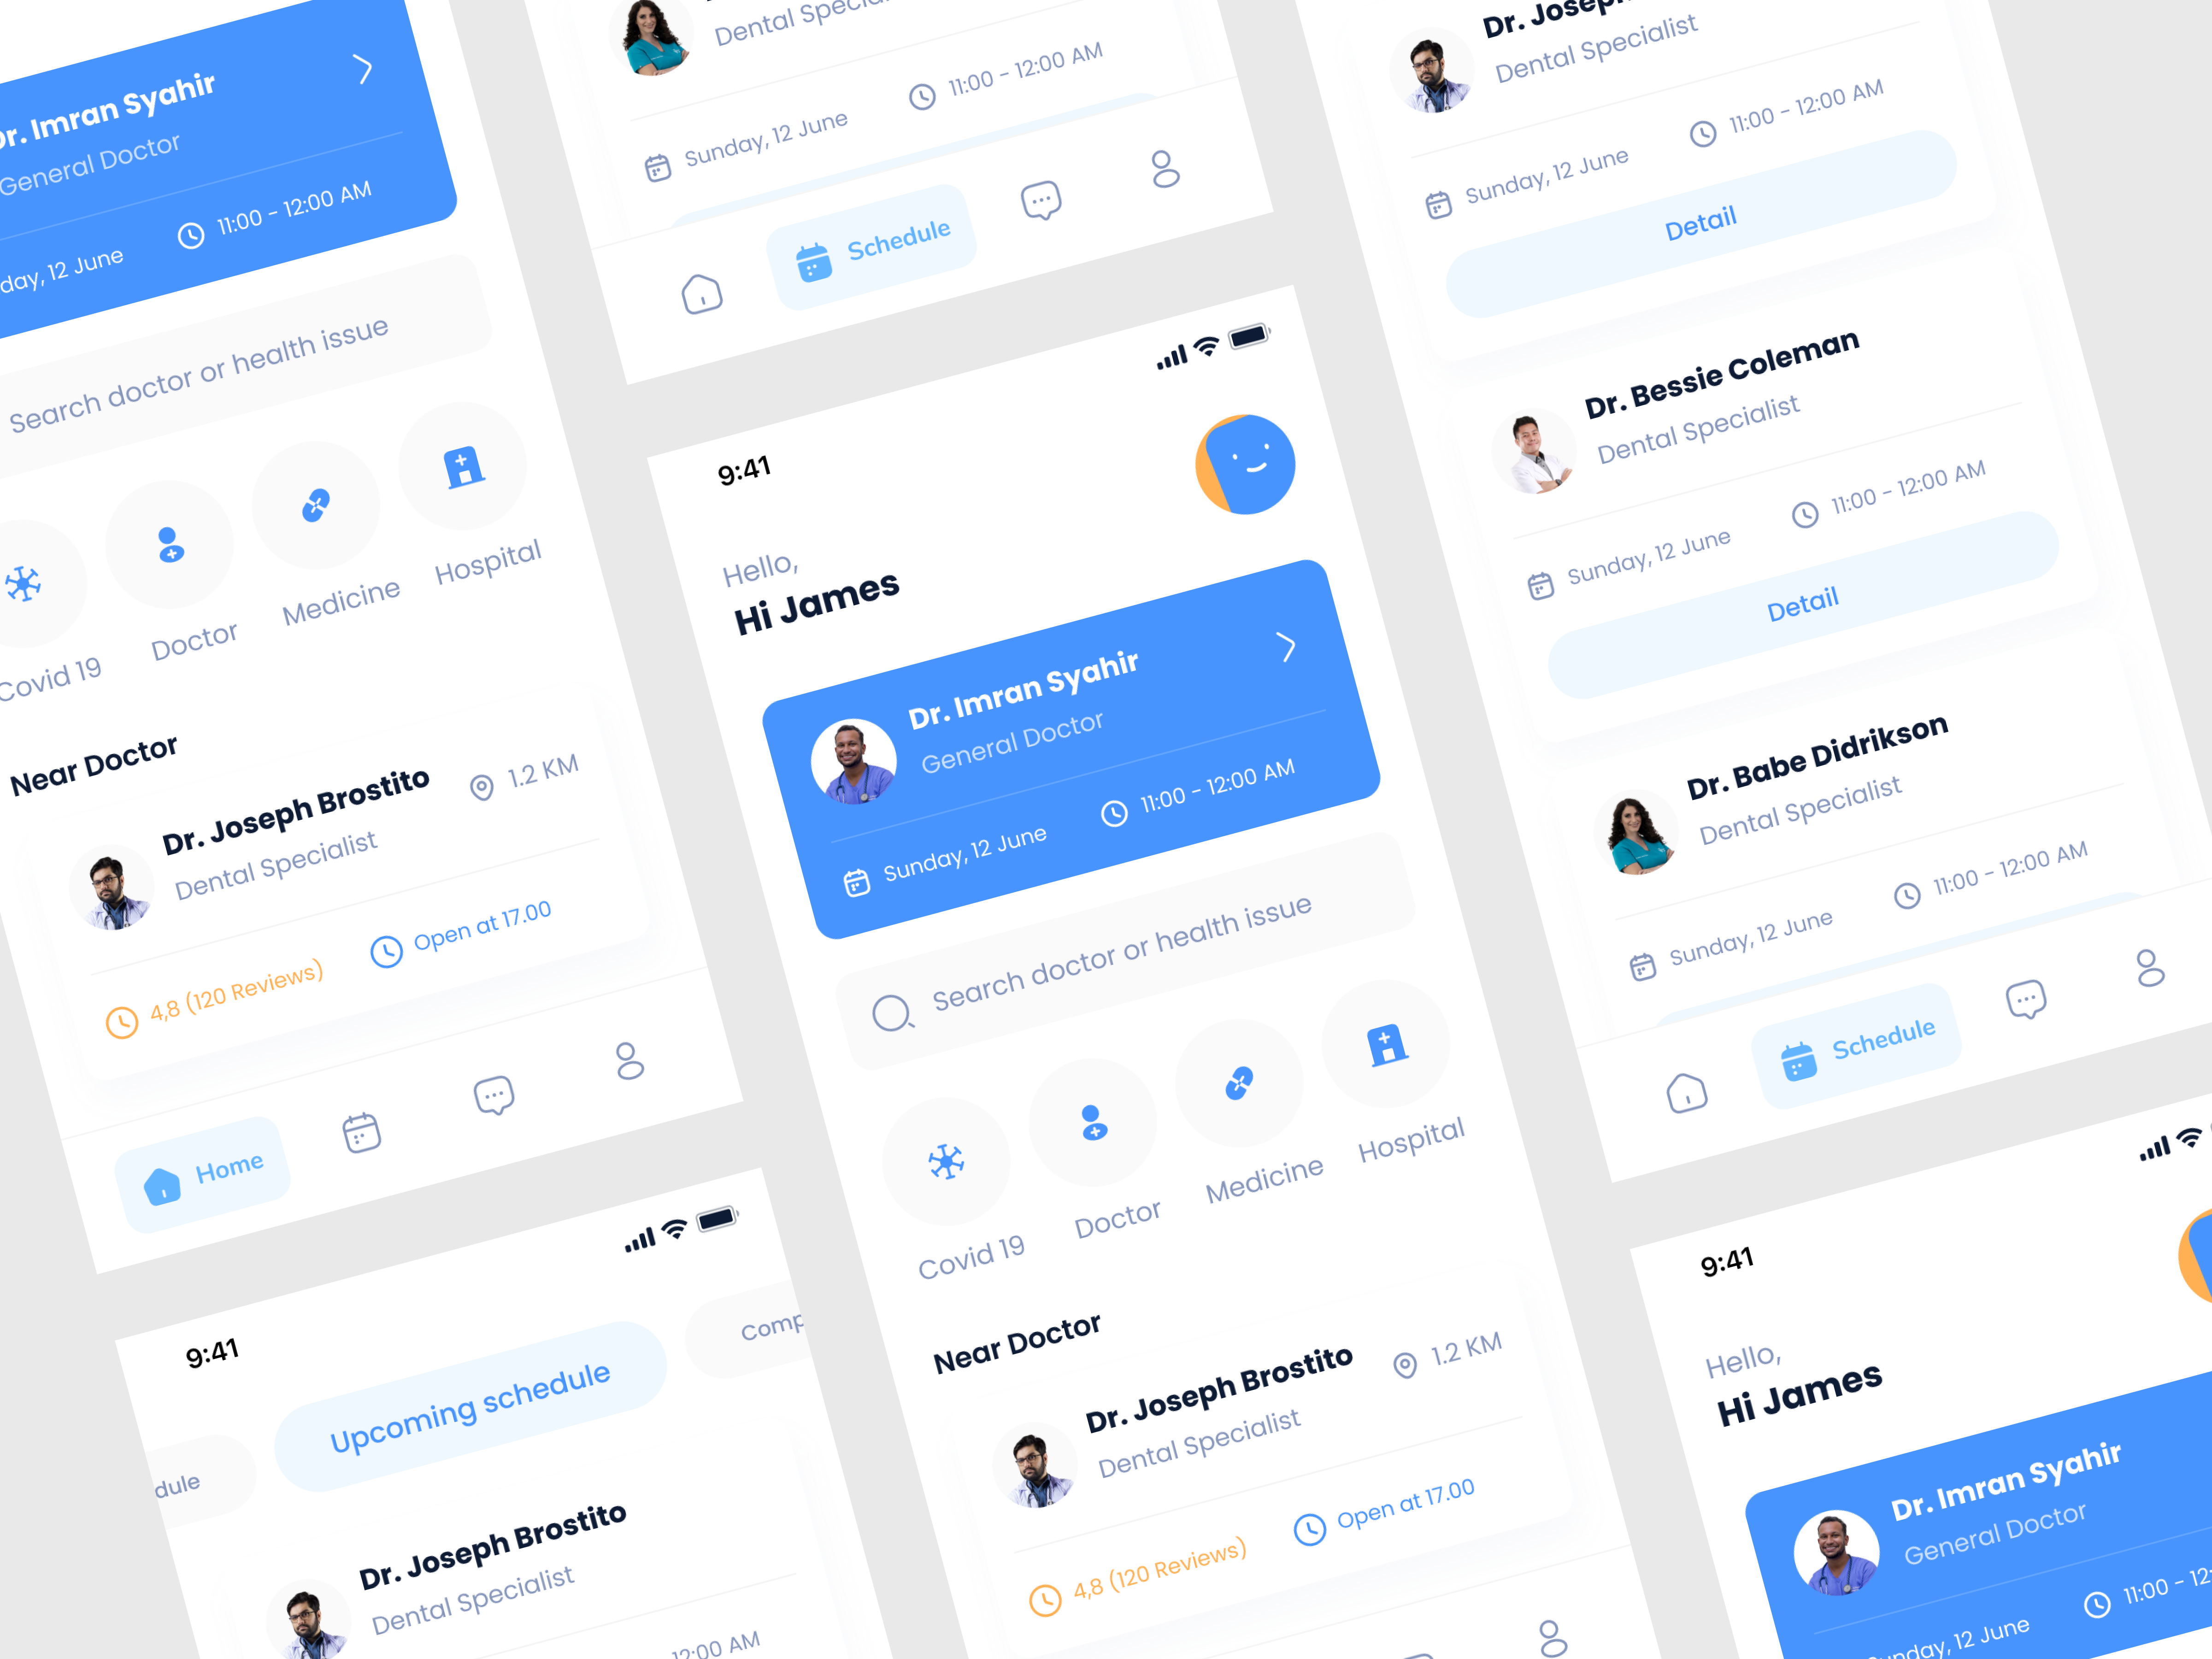 Dr. Imran Syahir
General Doctor
12 June
11:00 - 12:00 AM
Search doctor or health issue
Covid 19
Doctor
Medicine
Hospital
Near Doctor
Dr. Joseph Brostito
1.2 KM
Dental Specialist
4,8 (120 Reviews)
Open at 17.00
Home
9:41
Upcoming schedule
Dr. Joseph Brostito
Dental Specialist
12:00 AM
Dental
Sunday, 12 June
11:00 - 12:00 AM
Schedule
9:41
Hello,
Hi James
Dr. Imran Syahir
General Doctor
Sunday, 12 June
11:00 - 12:00 AM
Search doctor or health issue
Covid 19
Doctor
Medicine
Hospital
Near Doctor
Dr. Joseph Brostito
1.2 KM
Dental Specialist
4,8 (120 Reviews)
Open at 17.00
Dr. Joseph
Dental Specialist
Sunday, 12 June
11:00 - 12:00 AM
Detail
Dr. Bessie Coleman
Dental Specialist
Sunday, 12 June
11:00 - 12:00 AM
Detail
Dr. Babe Didrikson
Dental Specialist
Sunday, 12 June
11:00 - 12:00 AM
Schedule
9:41
Hello,
Hi James
Dr. Imran Syahir
General Doctor
12 June
11:00 -